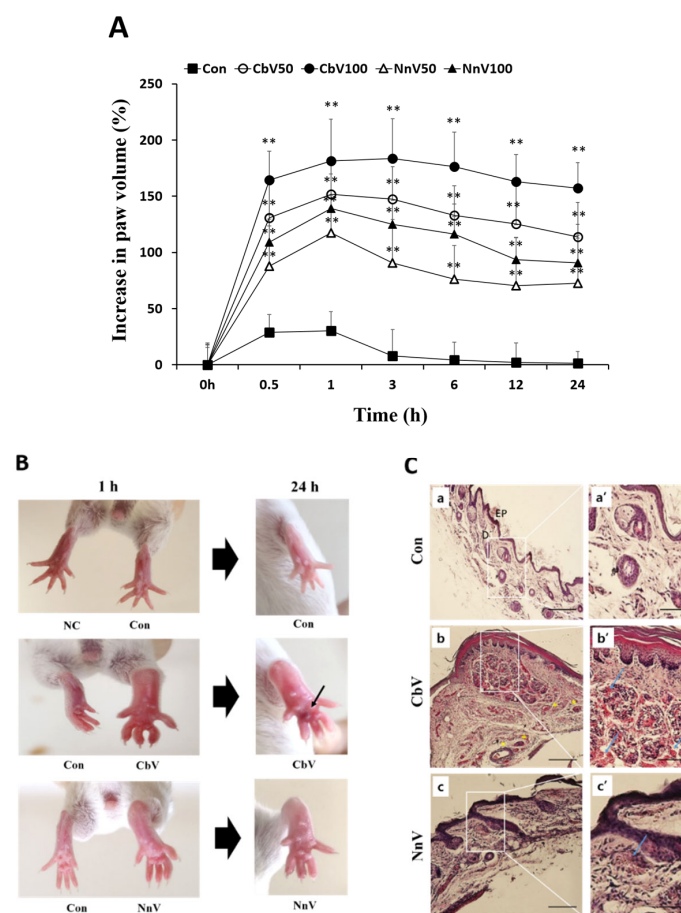 A
Con CbV50 CbV100 NnV50 NnV100
Increase in paw volume (%)
250
200
150
100
50
0
** ** ** ** ** **
** ** ** ** ** **
** ** ** ** ** **
** ** ** ** ** **
0h 0.5 1 3 6 12 24
Time (h)
B
1 h 24 h
NC Con Con
Con CbV CbV
Con NnV NnV
C
Con
a EP D a′
CbV
b b′
NnV
c c′